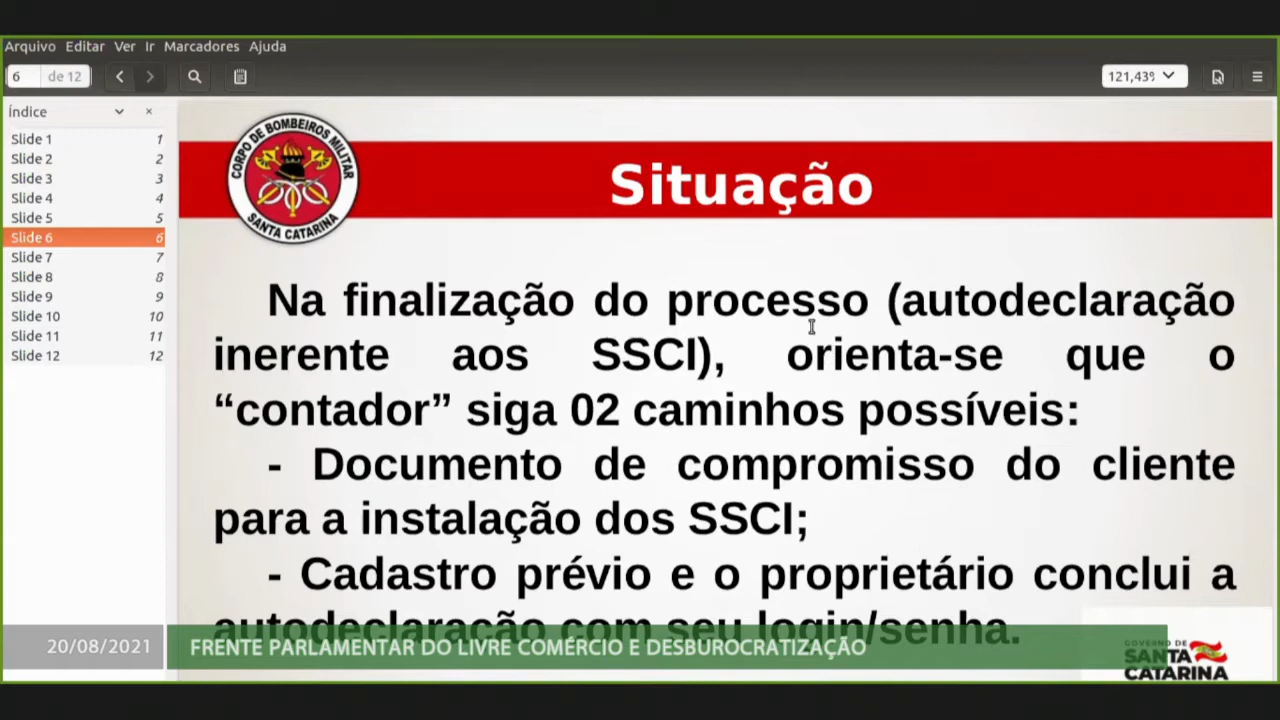 Arquivo Editar Ver Ir Marcadores Ajuda
6 de 12
121,43%
Índice
Slide 1 1
Slide 2 2
Slide 3 3
Slide 4 4
Slide 5 5
Slide 6 6
Slide 7 7
Slide 8 8
Slide 9 9
Slide 10 10
Slide 11 11
Slide 12 12
CORPO DE BOMBEIROS MILITAR
SANTA CATARINA
Situação
Na finalização do processo (autodeclaração
inerente aos SSCI), orienta-se que o
“contador” siga 02 caminhos possíveis:
- Documento de compromisso do cliente
para a instalação dos SSCI;
- Cadastro prévio e o proprietário conclui a
autodeclaração com seu login/senha.
20/08/2021
FRENTE PARLAMENTAR DO LIVRE COMÉRCIO E DESBUROCRATIZAÇÃO
GOVERNO DE
SANTA
CATARINA